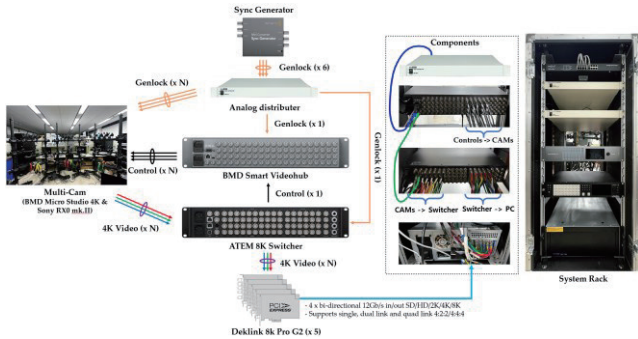 Sync Generator
Genlock (x 6)
Genlock (x N)
Analog distributer
Genlock (x 1)
Genlock (x 1)
Control (x N)
BMD Smart Videohub
Multi-Cam
(BMD Micro Studio 4K &
Sony RX0 mk.II)
Control (x 1)
4K Video (x N)
ATEM 8K Switcher
4K Video (x N)
PCI
EXPRESS
Deklink 8k Pro G2 (x 5)
- 4 x bi-directional 12Gb/s in/out SD/HD/2K/4K/8K
- Supports single, dual link and quad link 4:2:2/4:4:4
Components
Controls -> CAMs
CAMs -> Switcher
Switcher -> PC
System Rack